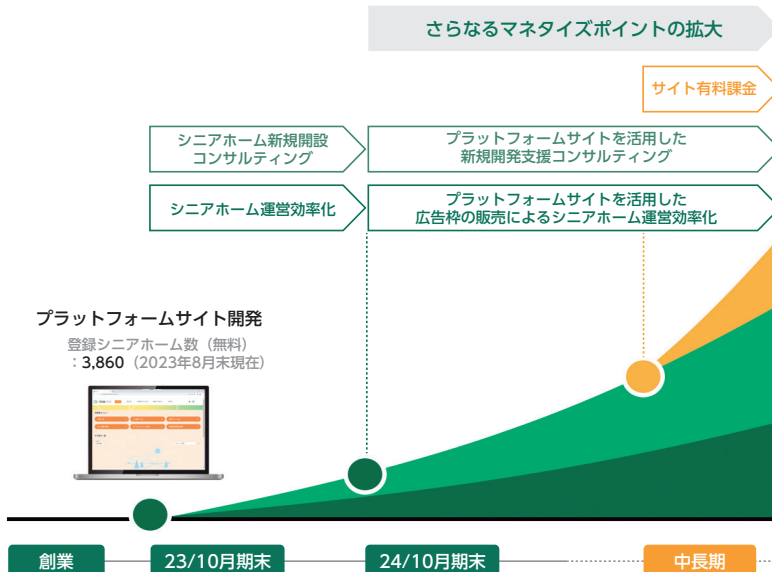 さらなるマネタイズポイントの拡大
サイト有料課金
シニアホーム新規開設
コンサルティング
プラットフォームサイトを活用した
新規開発支援コンサルティング
シニアホーム運営効率化
プラットフォームサイトを活用した
広告枠の販売によるシニアホーム運営効率化
プラットフォームサイト開発
登録シニアホーム数（無料）
：3,860（2023年8月末現在）
創業
23/10月期末
24/10月期末
中長期